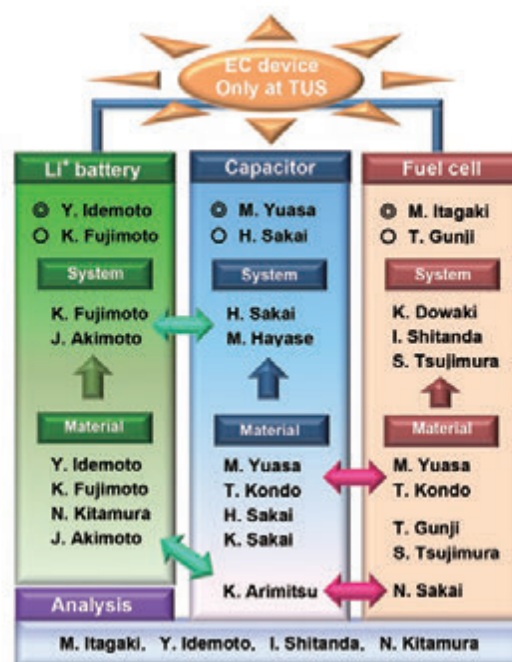 EC device
Only at TUS
Li⁺ battery
◎ Y. Idemoto
○ K. Fujimoto
System
K. Fujimoto
J. Akimoto
Material
Y. Idemoto
K. Fujimoto
N. Kitamura
J. Akimoto
Capacitor
◎ M. Yuasa
○ H. Sakai
System
H. Sakai
M. Hayase
Material
M. Yuasa
T. Kondo
H. Sakai
K. Sakai
K. Arimitsu
Fuel cell
◎ M. Itagaki
○ T. Gunji
System
K. Dowaki
I. Shitanda
S. Tsujimura
Material
M. Yuasa
T. Kondo
T. Gunji
S. Tsujimura
N. Sakai
Analysis
M. Itagaki, Y. Idemoto, I. Shitanda, N. Kitamura